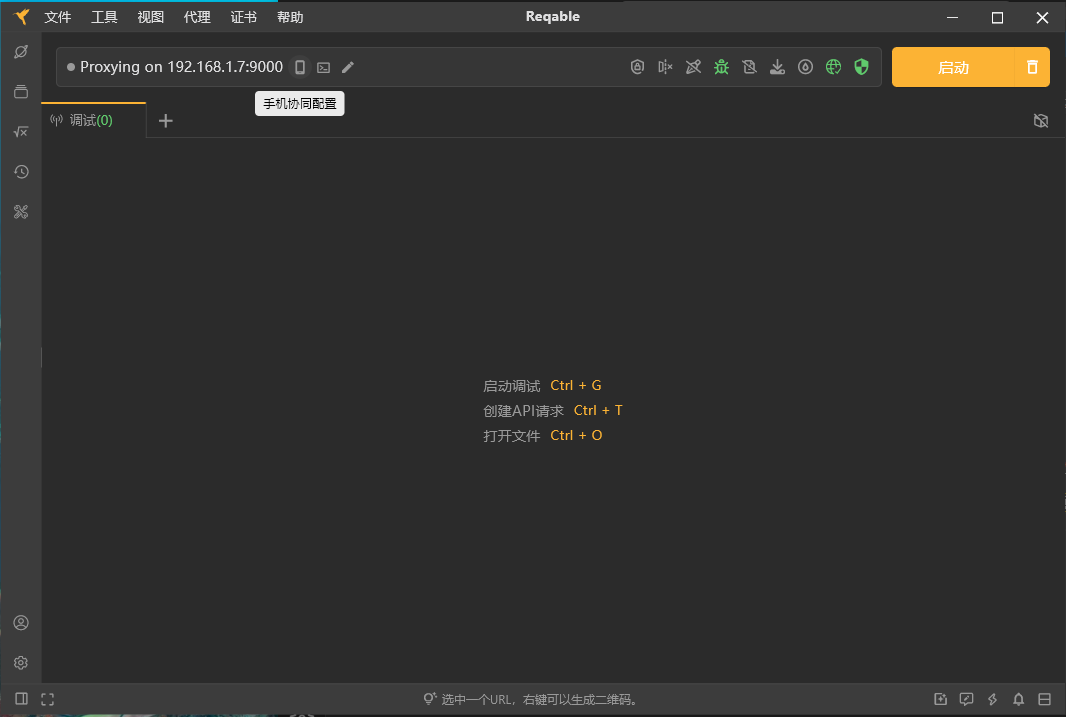 文件 工具 视图 代理 证书 帮助 Reqable
Proxying on 192.168.1.7:9000 启动
手机协同配置
调试(0)
启动调试 Ctrl + G
创建API请求 Ctrl + T
打开文件 Ctrl + O
选中一个URL，右键可以生成二维码。